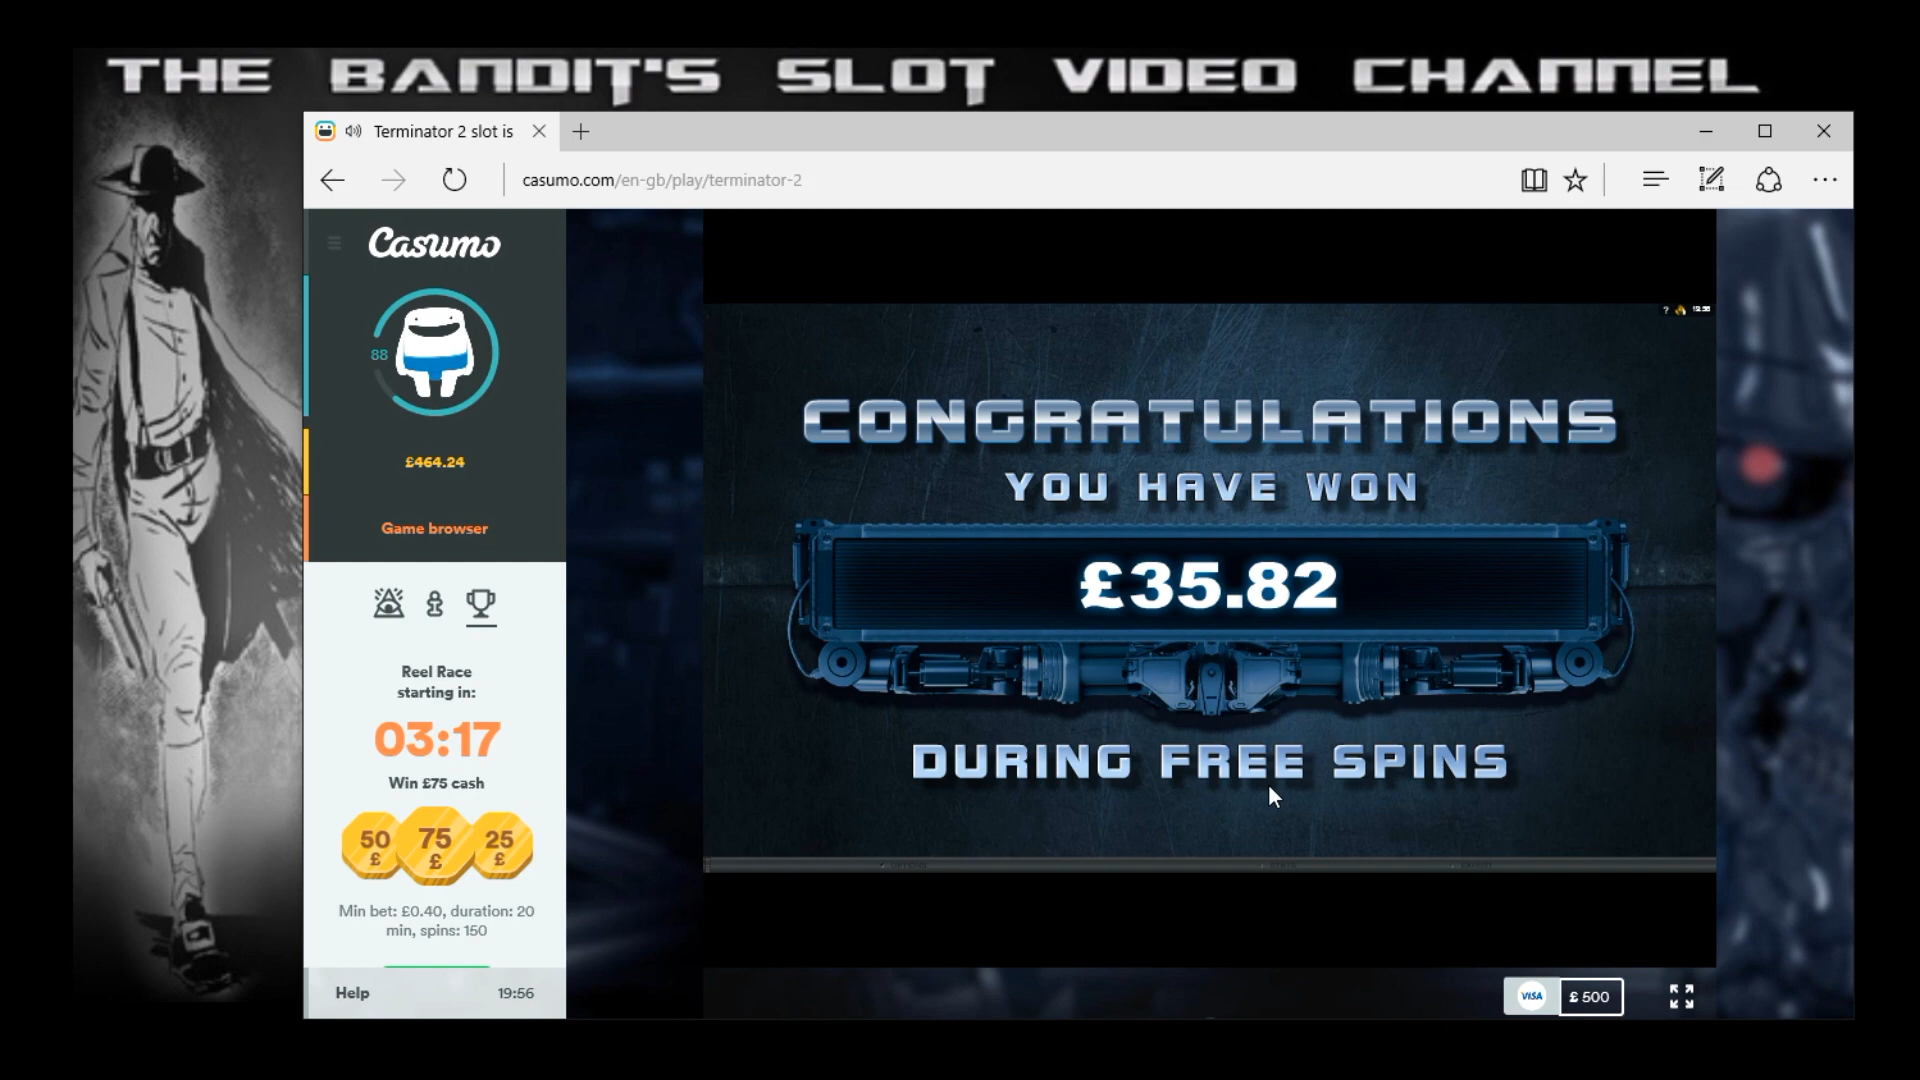 THE BANDIT'S SLOT VIDEO CHANNEL
Terminator 2 slot is
casumo.com/en-gb/play/terminator-2
Casumo
88
£464.24
Game browser
Reel Race
starting in:
03:17
Win £75 cash
50 £
75 £
25 £
Min bet: £0.40, duration: 20
min, spins: 150
Help 19:56
? 19:56
CONGRATULATIONS
YOU HAVE WON
£35.82
DURING FREE SPINS
VISA £ 500